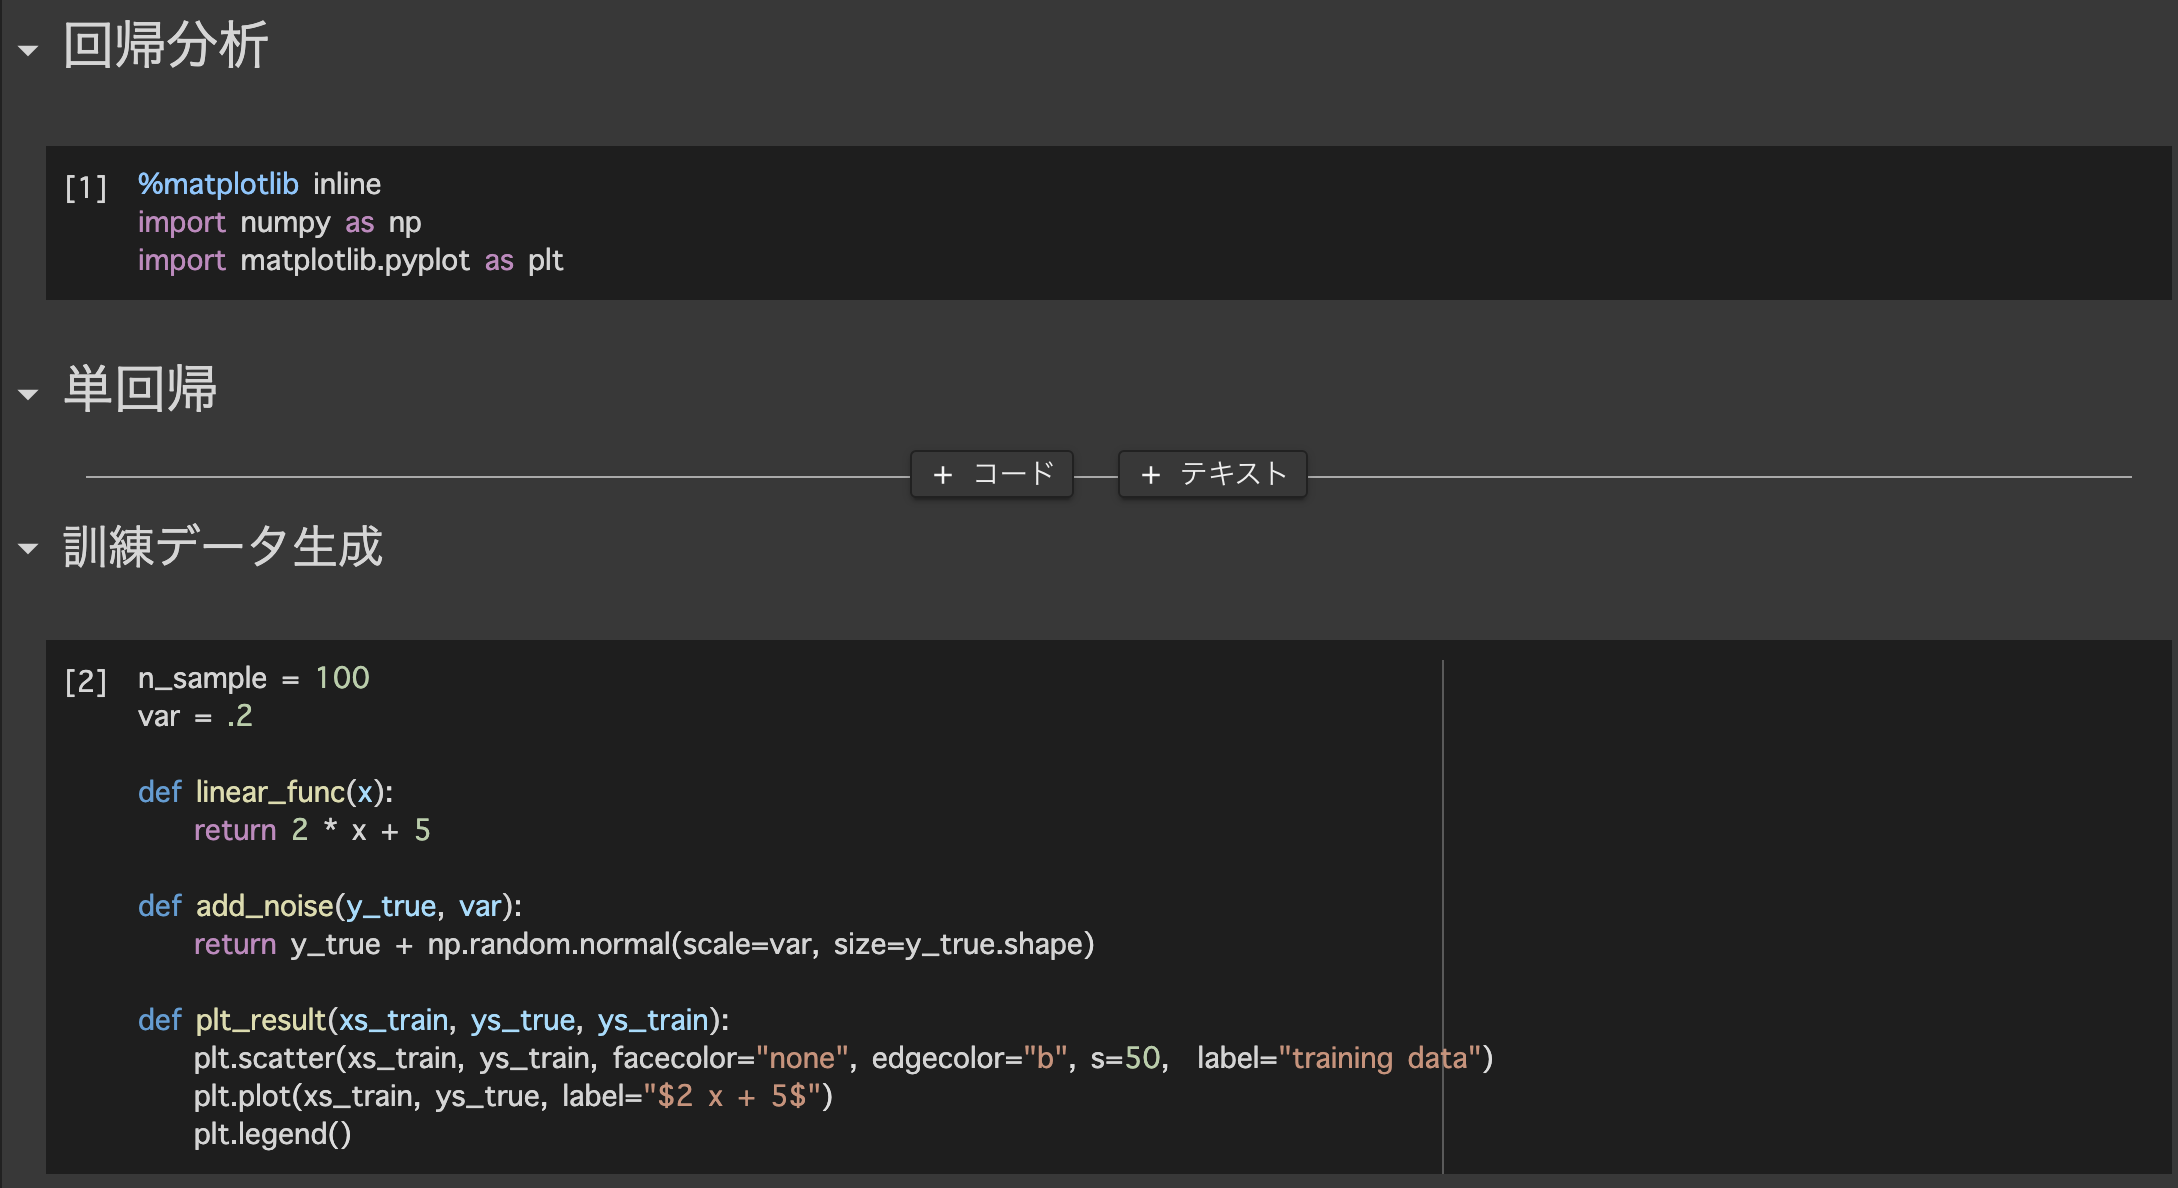 回帰分析
[1] %matplotlib inline
import numpy as np
import matplotlib.pyplot as plt
単回帰
+ コード + テキスト
訓練データ生成
[2] n_sample = 100
var = .2
def linear_func(x):
    return 2 * x + 5
def add_noise(y_true, var):
    return y_true + np.random.normal(scale=var, size=y_true.shape)
def plt_result(xs_train, ys_true, ys_train):
    plt.scatter(xs_train, ys_train, facecolor="none", edgecolor="b", s=50,  label="training data")
    plt.plot(xs_train, ys_true, label="$2 x + 5$")
    plt.legend()